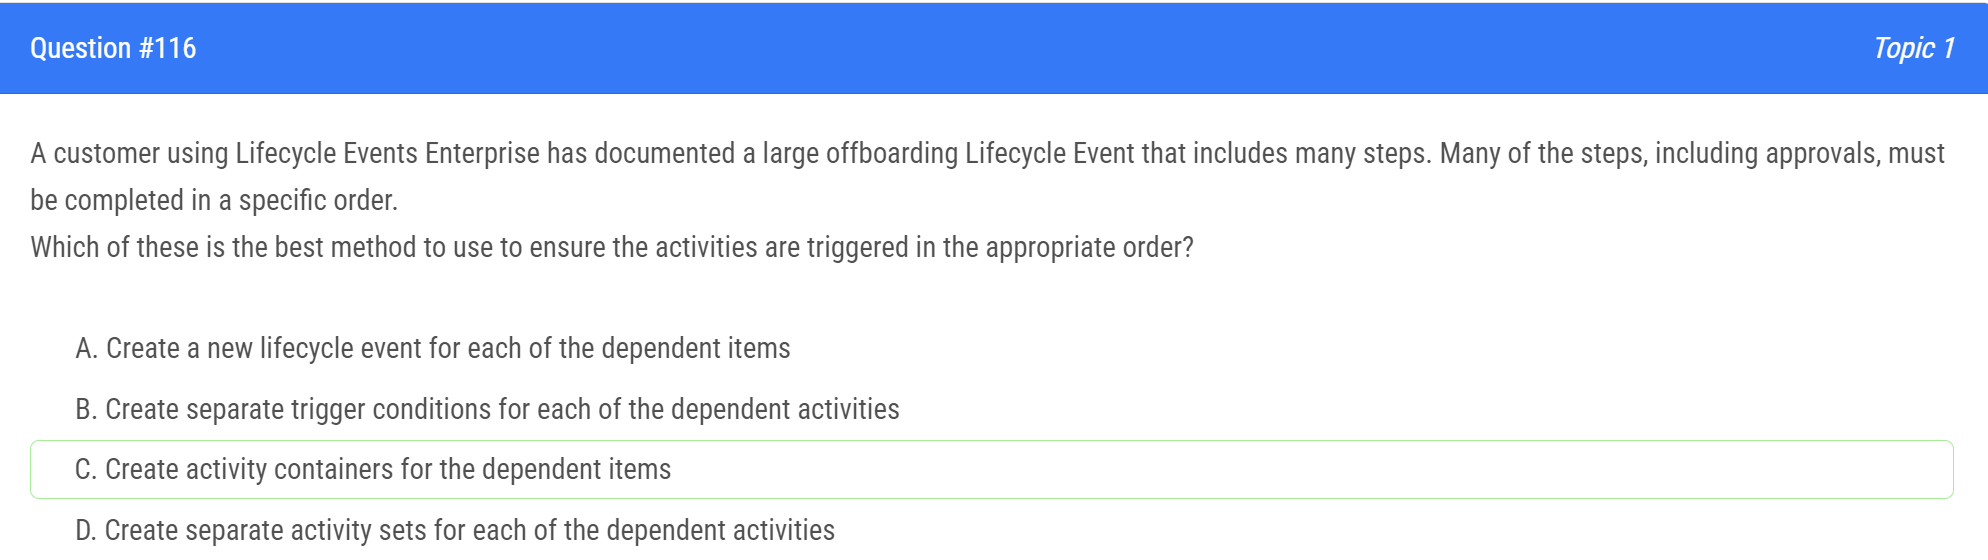 Question #116
Topic 1
A customer using Lifecycle Events Enterprise has documented a large offboarding Lifecycle Event that includes many steps. Many of the steps, including approvals, must
be completed in a specific order.
Which of these is the best method to use to ensure the activities are triggered in the appropriate order?
A. Create a new lifecycle event for each of the dependent items
B. Create separate trigger conditions for each of the dependent activities
C. Create activity containers for the dependent items
D. Create separate activity sets for each of the dependent activities